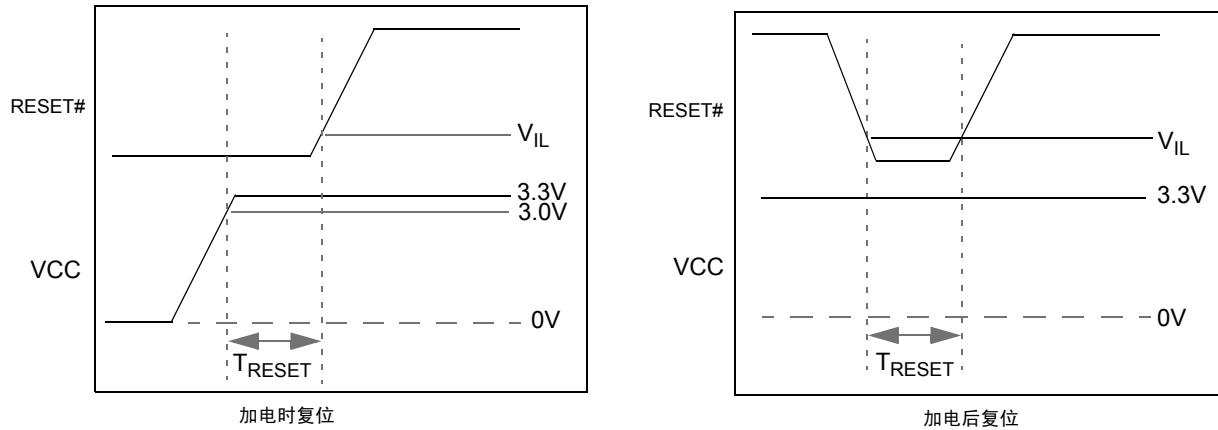 RESET#
V_IL
3.3V
3.0V
VCC
0V
T_RESET
加电时复位
RESET#
V_IL
3.3V
VCC
0V
T_RESET
加电后复位